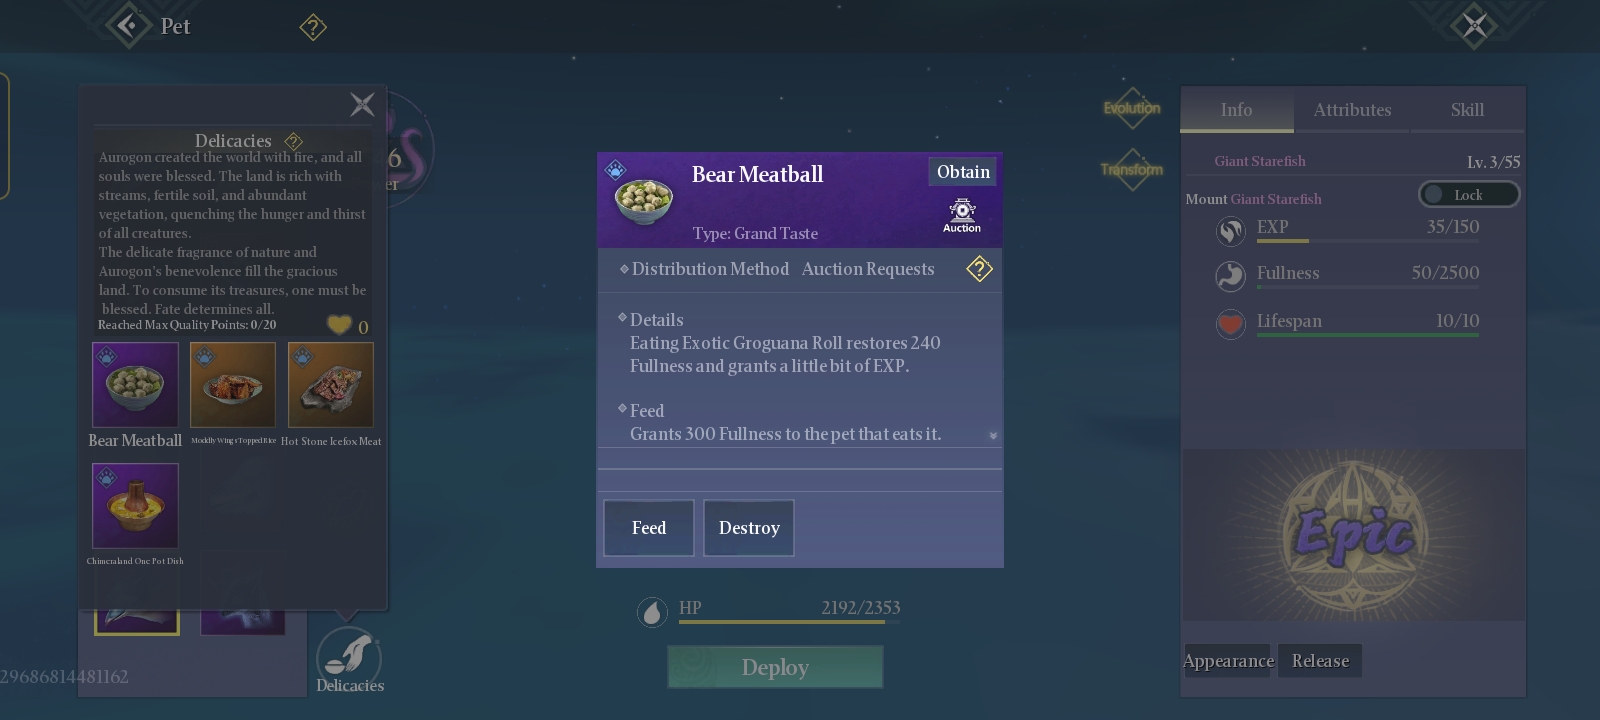 Pet
?
Delicacies ?
Aurogon created the world with fire, and all
souls were blessed. The land is rich with
streams, fertile soil, and abundant
vegetation, quenching the hunger and thirst
of all creatures.
The delicate fragrance of nature and
Aurogon's benevolence fill the gracious
land. To consume its treasures, one must be
blessed. Fate determines all.
Reached Max Quality Points: 0/20
0
Bear Meatball
Hot Stone Icefox Meat
Chimeraland One Pot Dish
29686814481162
Delicacies
6
er
Bear Meatball
Obtain
Type: Grand Taste
Auction
Distribution Method Auction Requests ?
Details
Eating Exotic Groguana Roll restores 240
Fullness and grants a little bit of EXP.
Feed
Grants 300 Fullness to the pet that eats it.
Feed
Destroy
HP 2192/2353
Deploy
Evolution
Transform
Info Attributes Skill
Giant Starefish Lv. 3/55
Mount Giant Starefish Lock
EXP 35/150
Fullness 50/2500
Lifespan 10/10
Epic
Appearance Release